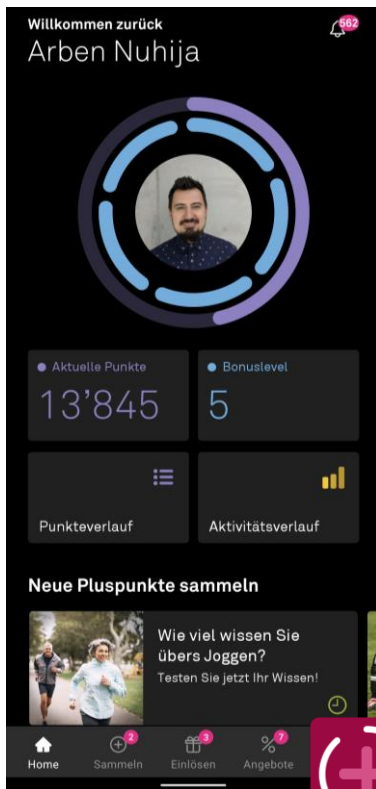 Willkommen zurück
562
Arben Nuhija
Aktuelle Punkte
13’845
Bonuslevel
5
Punkteverlauf
Aktivitätsverlauf
Neue Pluspunkte sammeln
Wie viel wissen Sie
übers Joggen?
Testen Sie jetzt Ihr Wissen!
2
3
7
Home
Sammeln
Einlösen
Angebote